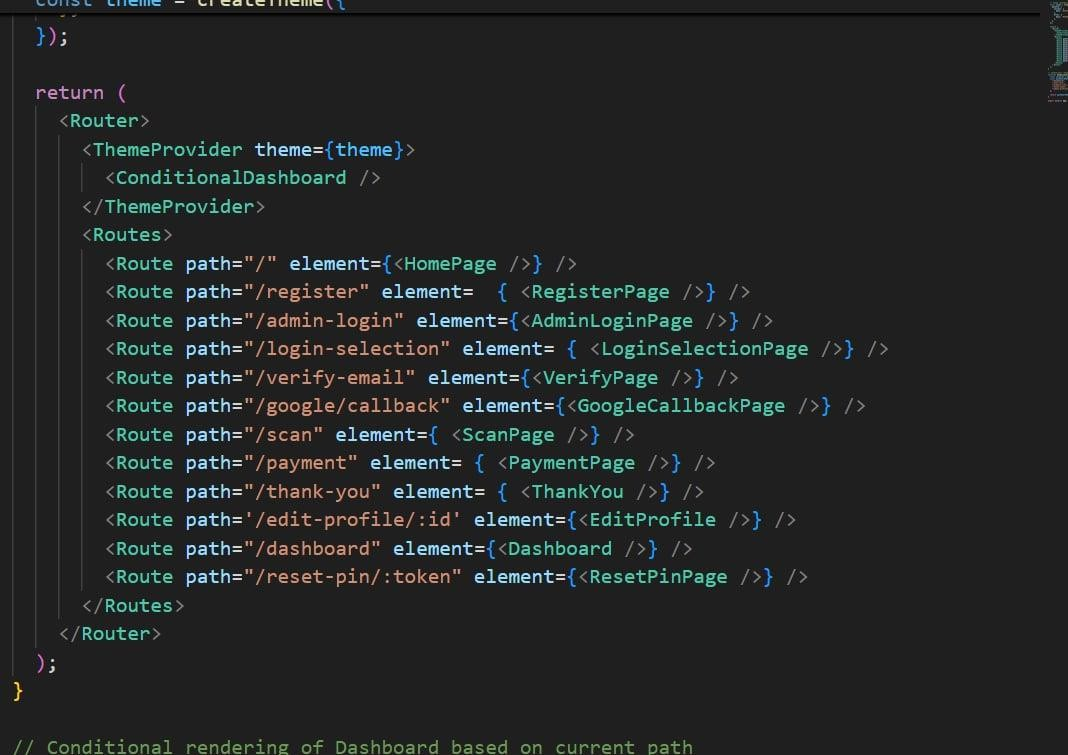 const theme = createTheme({
});
return (
<Router>
<ThemeProvider theme={theme}>
<ConditionalDashboard />
</ThemeProvider>
<Routes>
<Route path="/" element={<HomePage />} />
<Route path="/register" element=  { <RegisterPage />} />
<Route path="/admin-login" element={<AdminLoginPage />} />
<Route path="/login-selection" element= { <LoginSelectionPage />} />
<Route path="/verify-email" element={<VerifyPage />} />
<Route path="/google/callback" element={<GoogleCallbackPage />} />
<Route path="/scan" element={ <ScanPage />} />
<Route path="/payment" element= { <PaymentPage />} />
<Route path="/thank-you" element= { <ThankYou />} />
<Route path='/edit-profile/:id' element={<EditProfile />} />
<Route path="/dashboard" element={<Dashboard />} />
<Route path="/reset-pin/:token" element={<ResetPinPage />} />
</Routes>
</Router>
);
}
// Conditional rendering of Dashboard based on current path